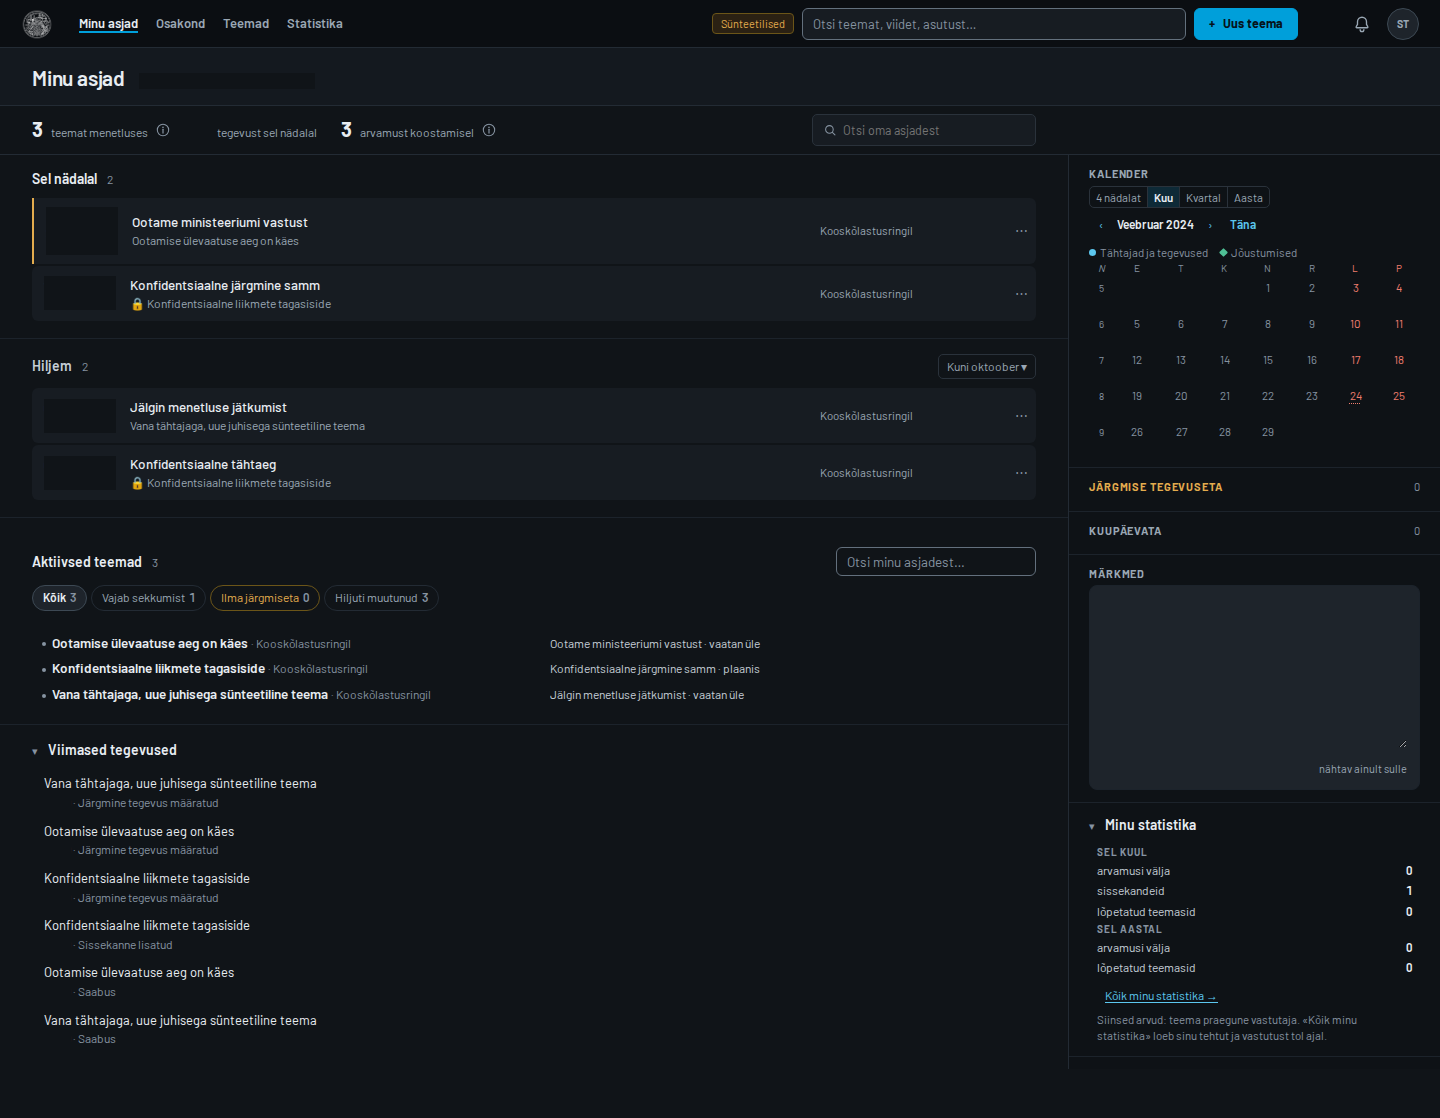 Minu asjad Osakond Teemad Statistika Sünteetilised Otsi teemat, viidet, asutust... + Uus teema ST
Minu asjad
3 teemat menetluses tegevust sel nädalal 3 arvamust koostamisel Otsi oma asjadest
Sel nädalal 2
Ootame ministeeriumi vastust
Ootamise ülevaatuse aeg on käes
Kooskõlastusringil ...
Konfidentsiaalne järgmine samm
🔒 Konfidentsiaalne liikmete tagasiside
Kooskõlastusringil ...
Hiljem 2 Kuni oktoober ▾
Jälgin menetluse jätkumist
Vana tähtajaga, uue juhisega sünteetiline teema
Kooskõlastusringil ...
Konfidentsiaalne tähtaeg
🔒 Konfidentsiaalne liikmete tagasiside
Kooskõlastusringil ...
Aktiivsed teemad 3 Otsi minu asjadest...
Kõik 3 Vajab sekkumist 1 Ilma järgmiseta 0 Hiljuti muutunud 3
• Ootamise ülevaatuse aeg on käes · Kooskõlastusringil Ootame ministeeriumi vastust · vaatan üle
• Konfidentsiaalne liikmete tagasiside · Kooskõlastusringil Konfidentsiaalne järgmine samm · plaanis
• Vana tähtajaga, uue juhisega sünteetiline teema · Kooskõlastusringil Jälgin menetluse jätkumist · vaatan üle
▾ Viimased tegevused
Vana tähtajaga, uue juhisega sünteetiline teema
· Järgmine tegevus määratud
Ootamise ülevaatuse aeg on käes
· Järgmine tegevus määratud
Konfidentsiaalne liikmete tagasiside
· Järgmine tegevus määratud
Konfidentsiaalne liikmete tagasiside
· Sissekanne lisatud
Ootamise ülevaatuse aeg on käes
· Saabus
Vana tähtajaga, uue juhisega sünteetiline teema
· Saabus
KALENDER
4 nädalat Kuu Kvartal Aasta
‹ Veebruar 2024 › Täna
Tähtajad ja tegevused Jõustumised
N E T K N R L P
5 1 2 3 4
6 5 6 7 8 9 10 11
7 12 13 14 15 16 17 18
8 19 20 21 22 23 24 25
9 26 27 28 29
JÄRGMISE TEGEVUSETA 0
KUUPÄEVATA 0
MÄRKMED
nähtav ainult sulle
▾ Minu statistika
SEL KUUL
arvamusi välja 0
sissekandeid 1
lõpetatud teemasid 0
SEL AASTAL
arvamusi välja 0
lõpetatud teemasid 0
Kõik minu statistika →
Siinsed arvud: teema praegune vastutaja. «Kõik minu
statistika» loeb sinu tehtut ja vastutust tol ajal.